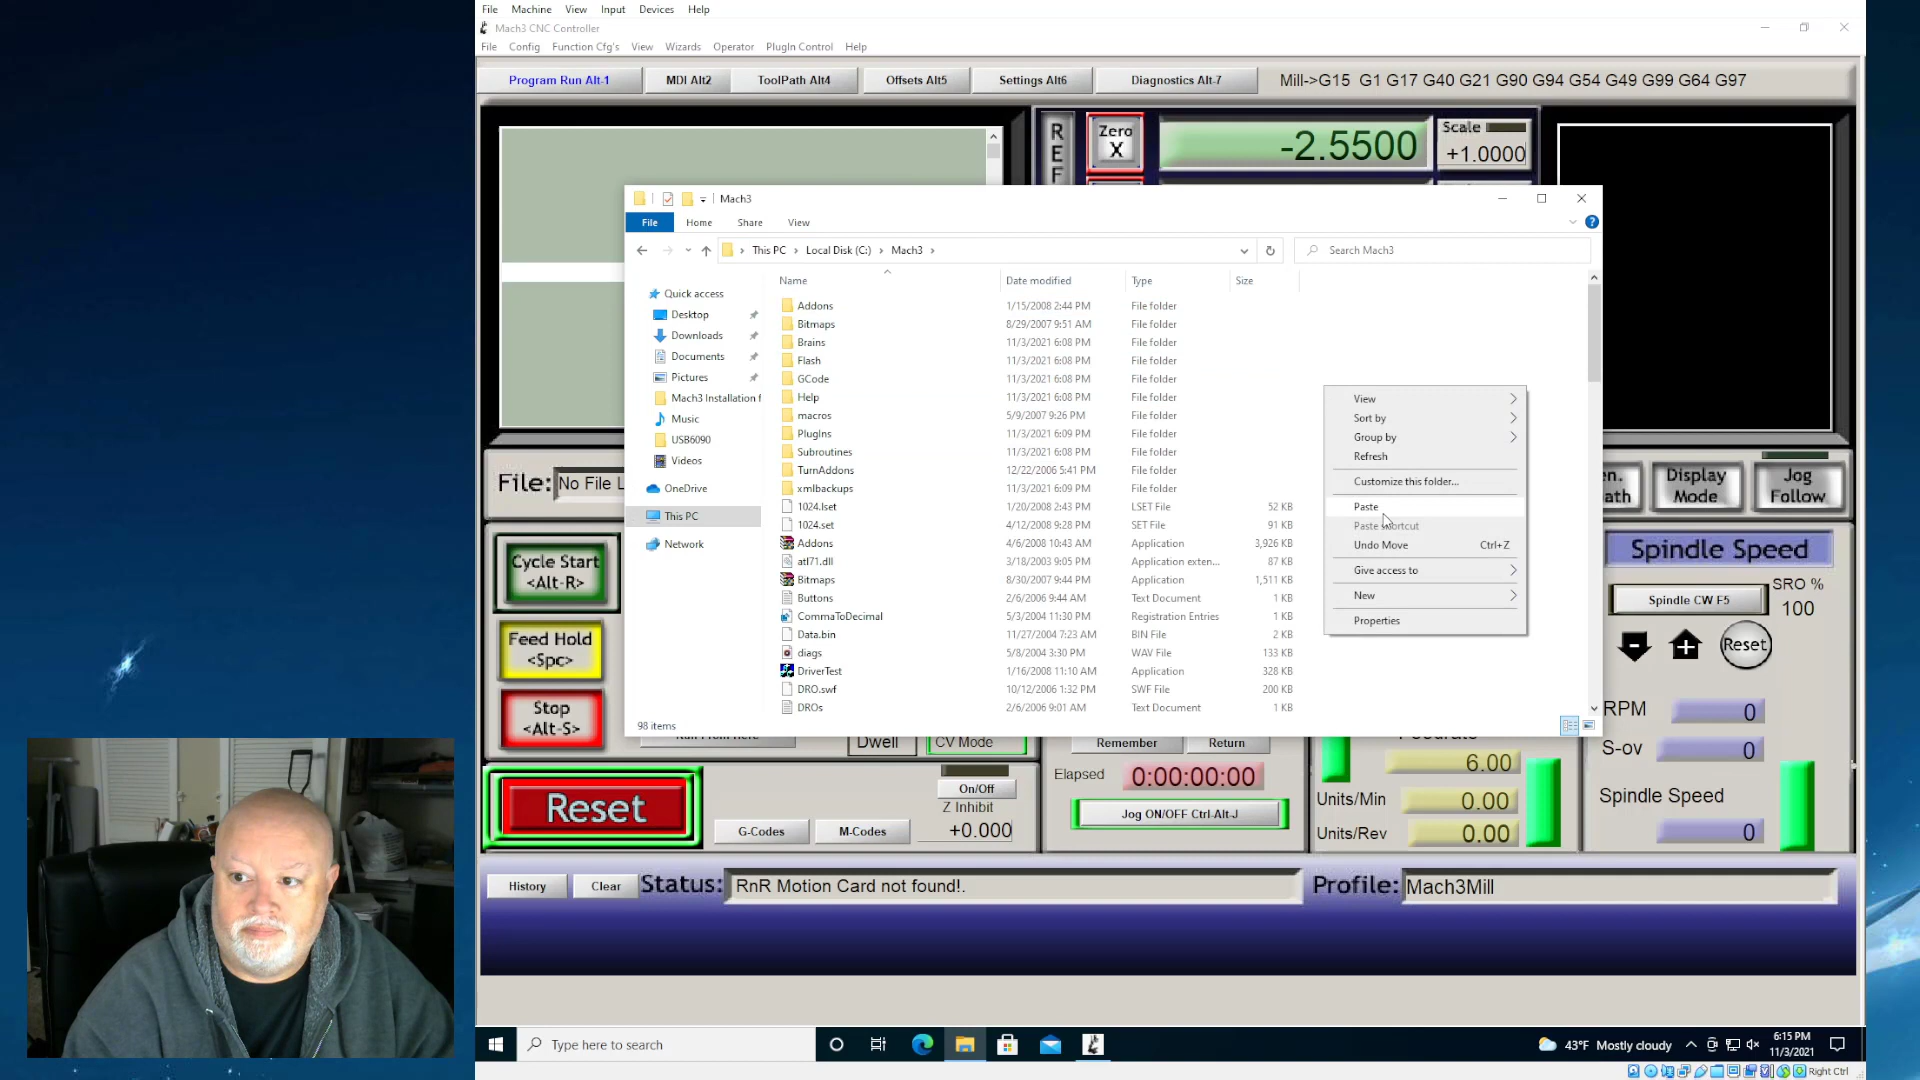 File Machine View Input Devices Help
Mach3 CNC Controller
File Config Function Cfg's View Wizards Operator PlugIn Control Help
Program Run Alt-1 MDI Alt2 ToolPath Alt4 Offsets Alt5 Settings Alt6 Diagnostics Alt-7 Mill->G15 G1 G17 G40 G21 G90 G94 G54 G49 G99 G64 G97
REF
Zero X
-2.5500
Scale
+1.0000
Mach3
File Home Share View
This PC Local Disk (C:) Mach3
Search Mach3
Name Date modified Type Size
Quick access
Desktop
Downloads
Documents
Pictures
Mach3 Installation f
Music
USB6090
Videos
OneDrive
This PC
Network
Addons 1/15/2008 2:44 PM File folder
Bitmaps 8/29/2007 9:51 AM File folder
Brains 11/3/2021 6:08 PM File folder
Flash 11/3/2021 6:08 PM File folder
GCode 11/3/2021 6:08 PM File folder
Help 11/3/2021 6:08 PM File folder
macros 5/9/2007 9:26 PM File folder
PlugIns 11/3/2021 6:09 PM File folder
Subroutines 11/3/2021 6:08 PM File folder
TurnAddons 12/22/2006 5:41 PM File folder
xmlbackups 11/3/2021 6:09 PM File folder
1024.lset 1/20/2008 2:43 PM LSET File 52 KB
1024.set 4/12/2008 9:28 PM SET File 91 KB
Addons 4/6/2008 10:43 AM Application 3,926 KB
atl71.dll 3/18/2003 9:05 PM Application exten... 87 KB
Bitmaps 8/30/2007 9:44 PM Application 1,511 KB
Buttons 2/6/2006 9:44 AM Text Document 1 KB
CommaToDecimal 5/3/2004 11:30 PM Registration Entries 1 KB
Data.bin 11/27/2004 7:23 AM BIN File 2 KB
diags 5/8/2004 3:30 PM WAV File 133 KB
DriverTest 1/16/2008 11:10 AM Application 328 KB
DRO.swf 10/12/2006 1:32 PM SWF File 200 KB
DROs 2/6/2006 9:01 AM Text Document 1 KB
98 items
View
Sort by
Group by
Refresh
Customize this folder...
Paste
Paste shortcut
Undo Move Ctrl+Z
Give access to
New
Properties
File: No File L
Display Mode
Jog Follow
Cycle Start <Alt-R>
Feed Hold <Spc>
Stop <Alt-S>
Reset
Spindle Speed
Spindle CW F5
SRO %
100
Reset
RPM 0
S-ov 0
Spindle Speed
0
Dwell CV Mode
Remember Return
Elapsed 0:00:00:00
Jog ON/OFF Ctrl-Alt-J
On/Off
Z Inhibit
+0.000
G-Codes M-Codes
6.00
Units/Min 0.00
Units/Rev 0.00
History Clear Status: RnR Motion Card not found!. Profile: Mach3Mill
Type here to search
43°F Mostly cloudy
6:15 PM
11/3/2021
Right Ctrl